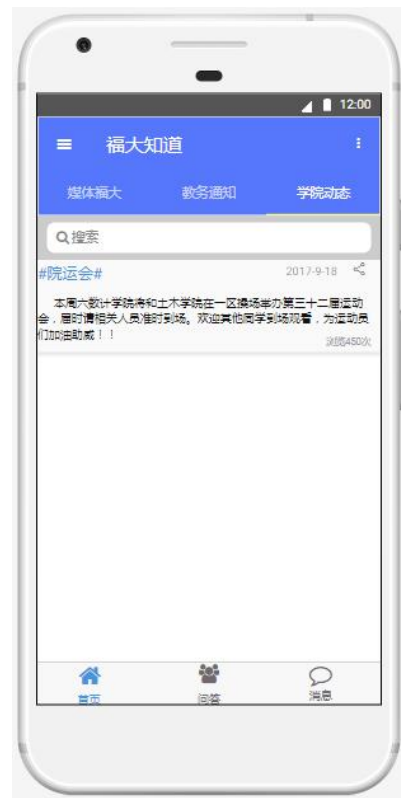 12:00
福大知道
媒体福大 教务通知 学院动态
搜索
#院运会# 2017-9-18
本周六数计学院将和土木学院在一区操场举办第三十二届运动
会，届时请相关人员准时到场。欢迎其他同学到场观看，为运动员
们加油助威！！
浏览450次
首页 问答 消息